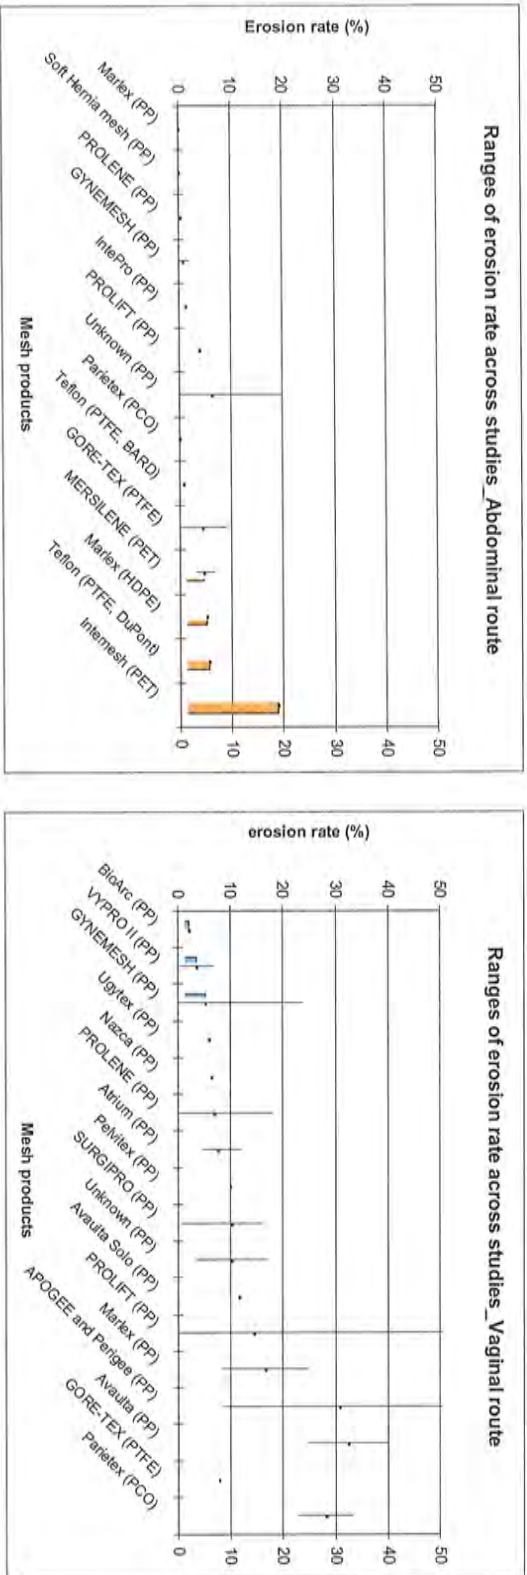 Ranges of erosion rate across studies_Abdominal route
Erosion rate (%)
50
40
30
20
10
0
50
40
30
20
10
0
Marlex (PP)
Soft Hernia mesh (PP)
PROLENE (PP)
GYNEMESH (PP)
IntePro (PP)
PROLIFT (PP)
Unknown (PP)
Parietex (PCO)
Teflon (PTFE, BARD)
GORE-TEX (PTFE)
MERSILENE (PET)
Marlex (HDPE)
Teflon (PTFE, DuPont)
Intemesh (PET)
Mesh products
Ranges of erosion rate across studies_Vaginal route
erosion rate (%)
50
40
30
20
10
0
50
40
30
20
10
0
BioArc (PP)
VYPRO II (PP)
GYNEMESH (PP)
Ugytex (PP)
Nazca (PP)
PROLENE (PP)
Atrium (PP)
Pelvitex (PP)
SURGIPRO (PP)
Unknown (PP)
Avaulta Solo (PP)
PROLIFT (PP)
Marlex (PP)
APOGEE and Perigee (PP)
Avaulta (PP)
GORE-TEX (PTFE)
Parietex (PCO)
Mesh products